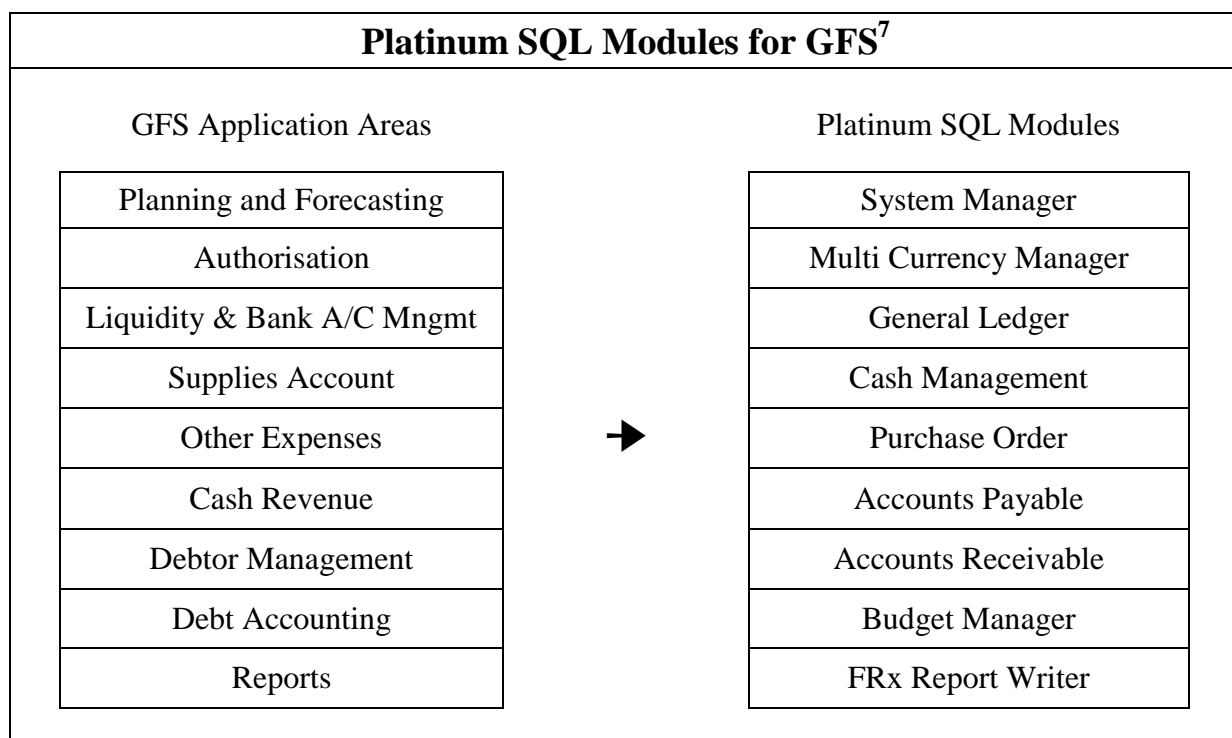 Platinum SQL Modules for GFS7
GFS Application Areas
Planning and Forecasting
Authorisation
Liquidity & Bank A/C Mngmt
Supplies Account
Other Expenses
Cash Revenue
Debtor Management
Debt Accounting
Reports
Platinum SQL Modules
System Manager
Multi Currency Manager
General Ledger
Cash Management
Purchase Order
Accounts Payable
Accounts Receivable
Budget Manager
FRx Report Writer